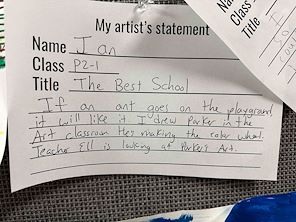 My artist's statement
Name Ian
Class P2-1
Title The Best School
If an ant goes on the playground
it will like it. I drew Parker in the
Art classroom He's making the color wheel.
Teacher Ell is looking at Parker's Art.
Class
Title